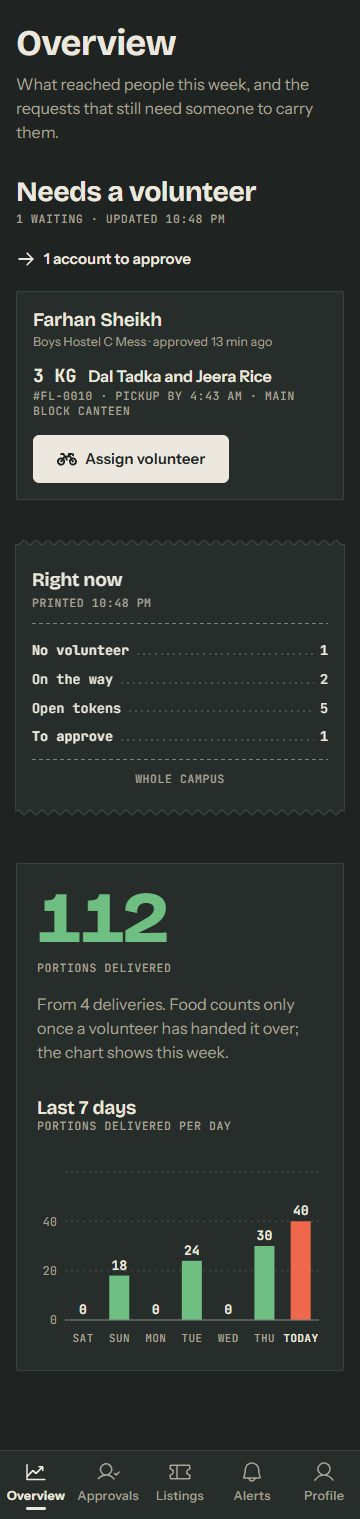 Overview
What reached people this week, and the
requests that still need someone to carry
them.
Needs a volunteer
1 WAITING · UPDATED 10:48 PM
→ 1 account to approve
Farhan Sheikh
Boys Hostel C Mess · approved 13 min ago
3 KG Dal Tadka and Jeera Rice
#FL-0010 · PICKUP BY 4:43 AM · MAIN
BLOCK CANTEEN
Assign volunteer
Right now
PRINTED 10:48 PM
No volunteer 1
On the way 2
Open tokens 5
To approve 1
WHOLE CAMPUS
112
PORTIONS DELIVERED
From 4 deliveries. Food counts only
once a volunteer has handed it over;
the chart shows this week.
Last 7 days
PORTIONS DELIVERED PER DAY
40
40
30
24
20
18
0 0 0
0
SAT SUN MON TUE WED THU TODAY
Overview Approvals Listings Alerts Profile